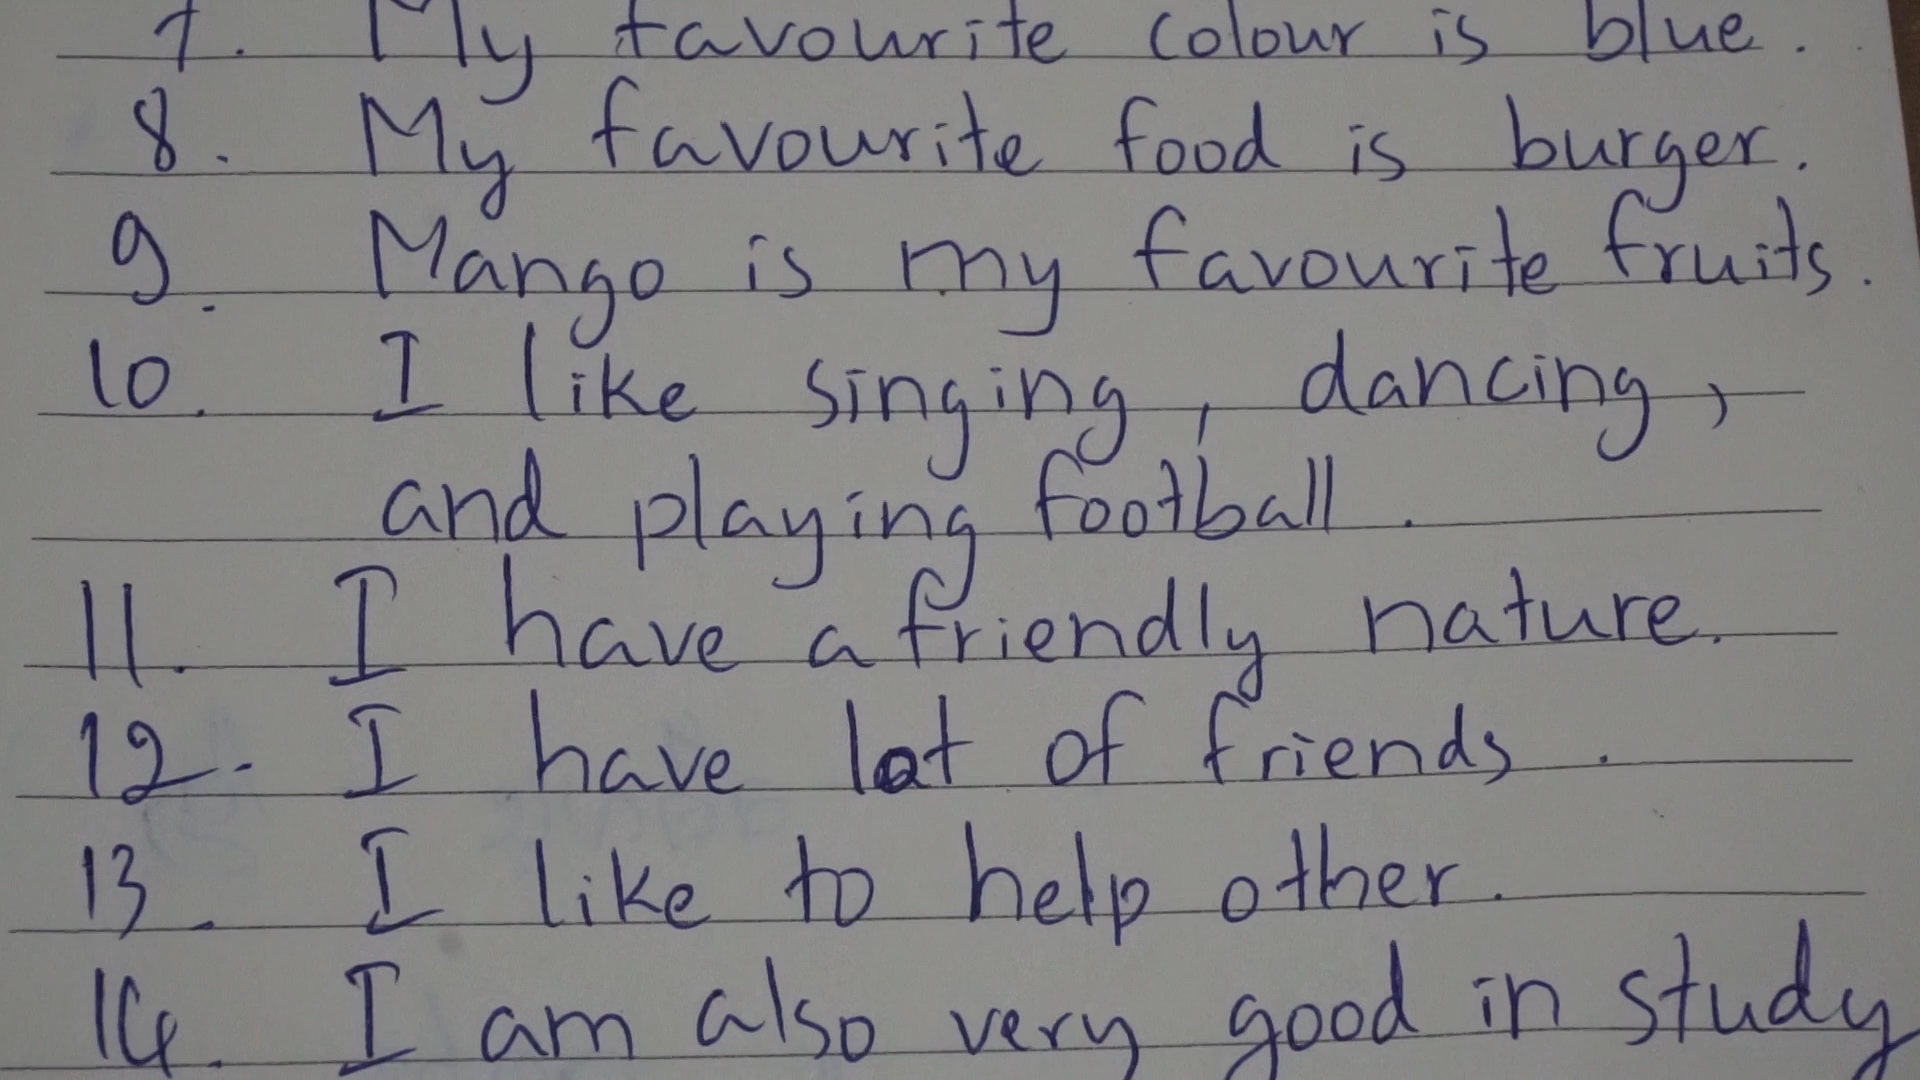 7. My favourite colour is blue.
8. My favourite food is burger.
9. Mango is my favourite fruits.
10. I like singing, dancing,
and playing football.
11. I have a friendly nature.
12. I have lot of friends.
13. I like to help other.
14. I am also very good in study